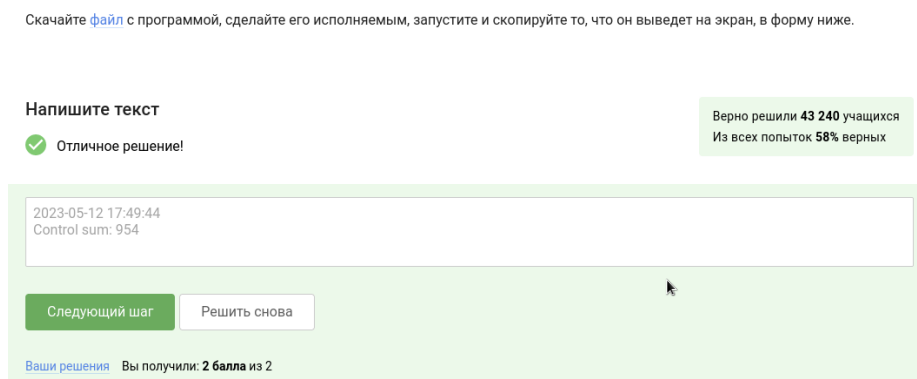 Скачайте файл с программой, сделайте его исполняемым, запустите и скопируйте то, что он выведет на экран, в форму ниже.
Напишите текст
Верно решили 43 240 учащихся
Из всех попыток 58% верных
Отличное решение!
2023-05-12 17:49:44
Control sum: 954
Следующий шаг
Решить снова
Ваши решения Вы получили: 2 балла из 2